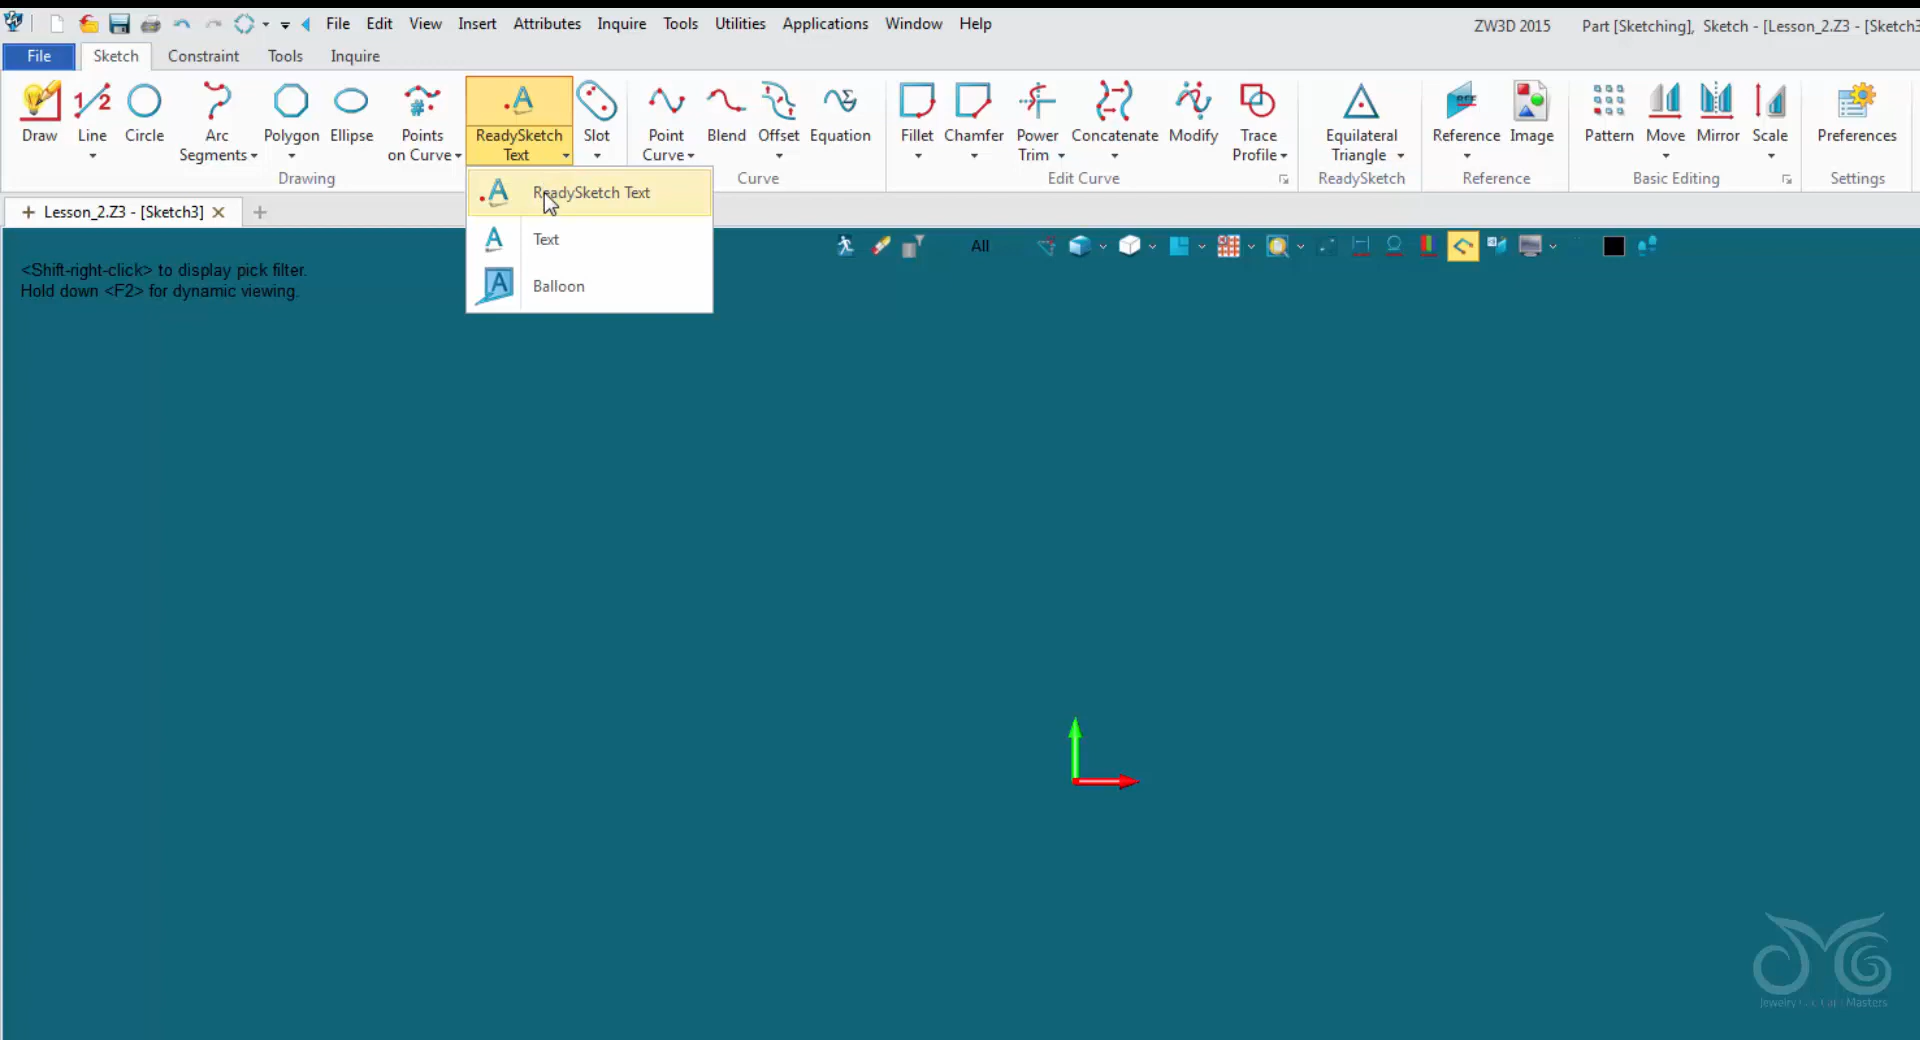 File Edit View Insert Attributes Inquire Tools Utilities Applications Window Help
ZW3D 2015 Part [Sketching], Sketch - [Lesson_2.Z3 - [Sketch3
File Sketch Constraint Tools Inquire
Draw Line Circle Arc Segments Polygon Ellipse Points on Curve ReadySketch Text Slot Point Curve Blend Offset Equation Fillet Chamfer Power Trim Concatenate Modify Trace Profile Equilateral Triangle Reference Image Pattern Move Mirror Scale Preferences
Drawing Curve Edit Curve ReadySketch Reference Basic Editing Settings
ReadySketch Text
Text
Balloon
Lesson_2.Z3 - [Sketch3]
All
<Shift-right-click> to display pick filter.
Hold down <F2> for dynamic viewing.
Jewelry Masters